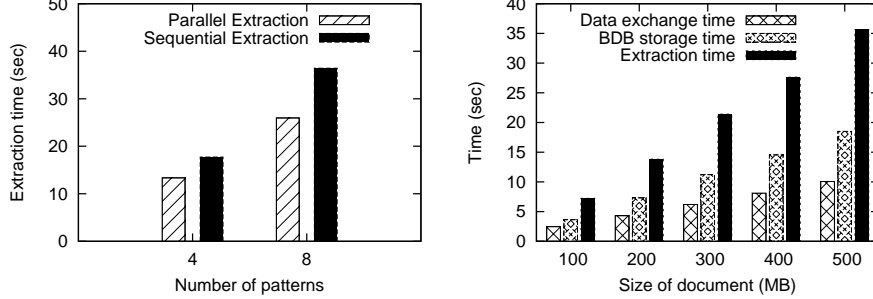 50
40
30
20
10
0
Extraction time (sec)
Parallel Extraction
Sequential Extraction
4 8
Number of patterns
40
35
30
25
20
15
10
5
0
Time (sec)
Data exchange time
BDB storage time
Extraction time
100 200 300 400 500
Size of document (MB)